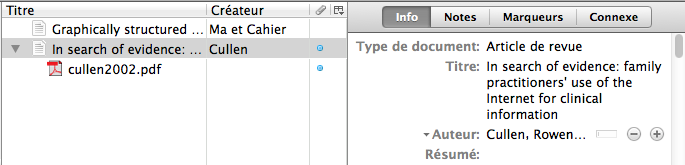 Titre Créateur
Graphically structured ... Ma et Cahier
In search of evidence: ... Cullen
cullen2002.pdf
Info Notes Marqueurs Connexe
Type de document: Article de revue
Titre: In search of evidence: family
practitioners' use of the
Internet for clinical
information
Auteur: Cullen, Rowen...
Résumé: